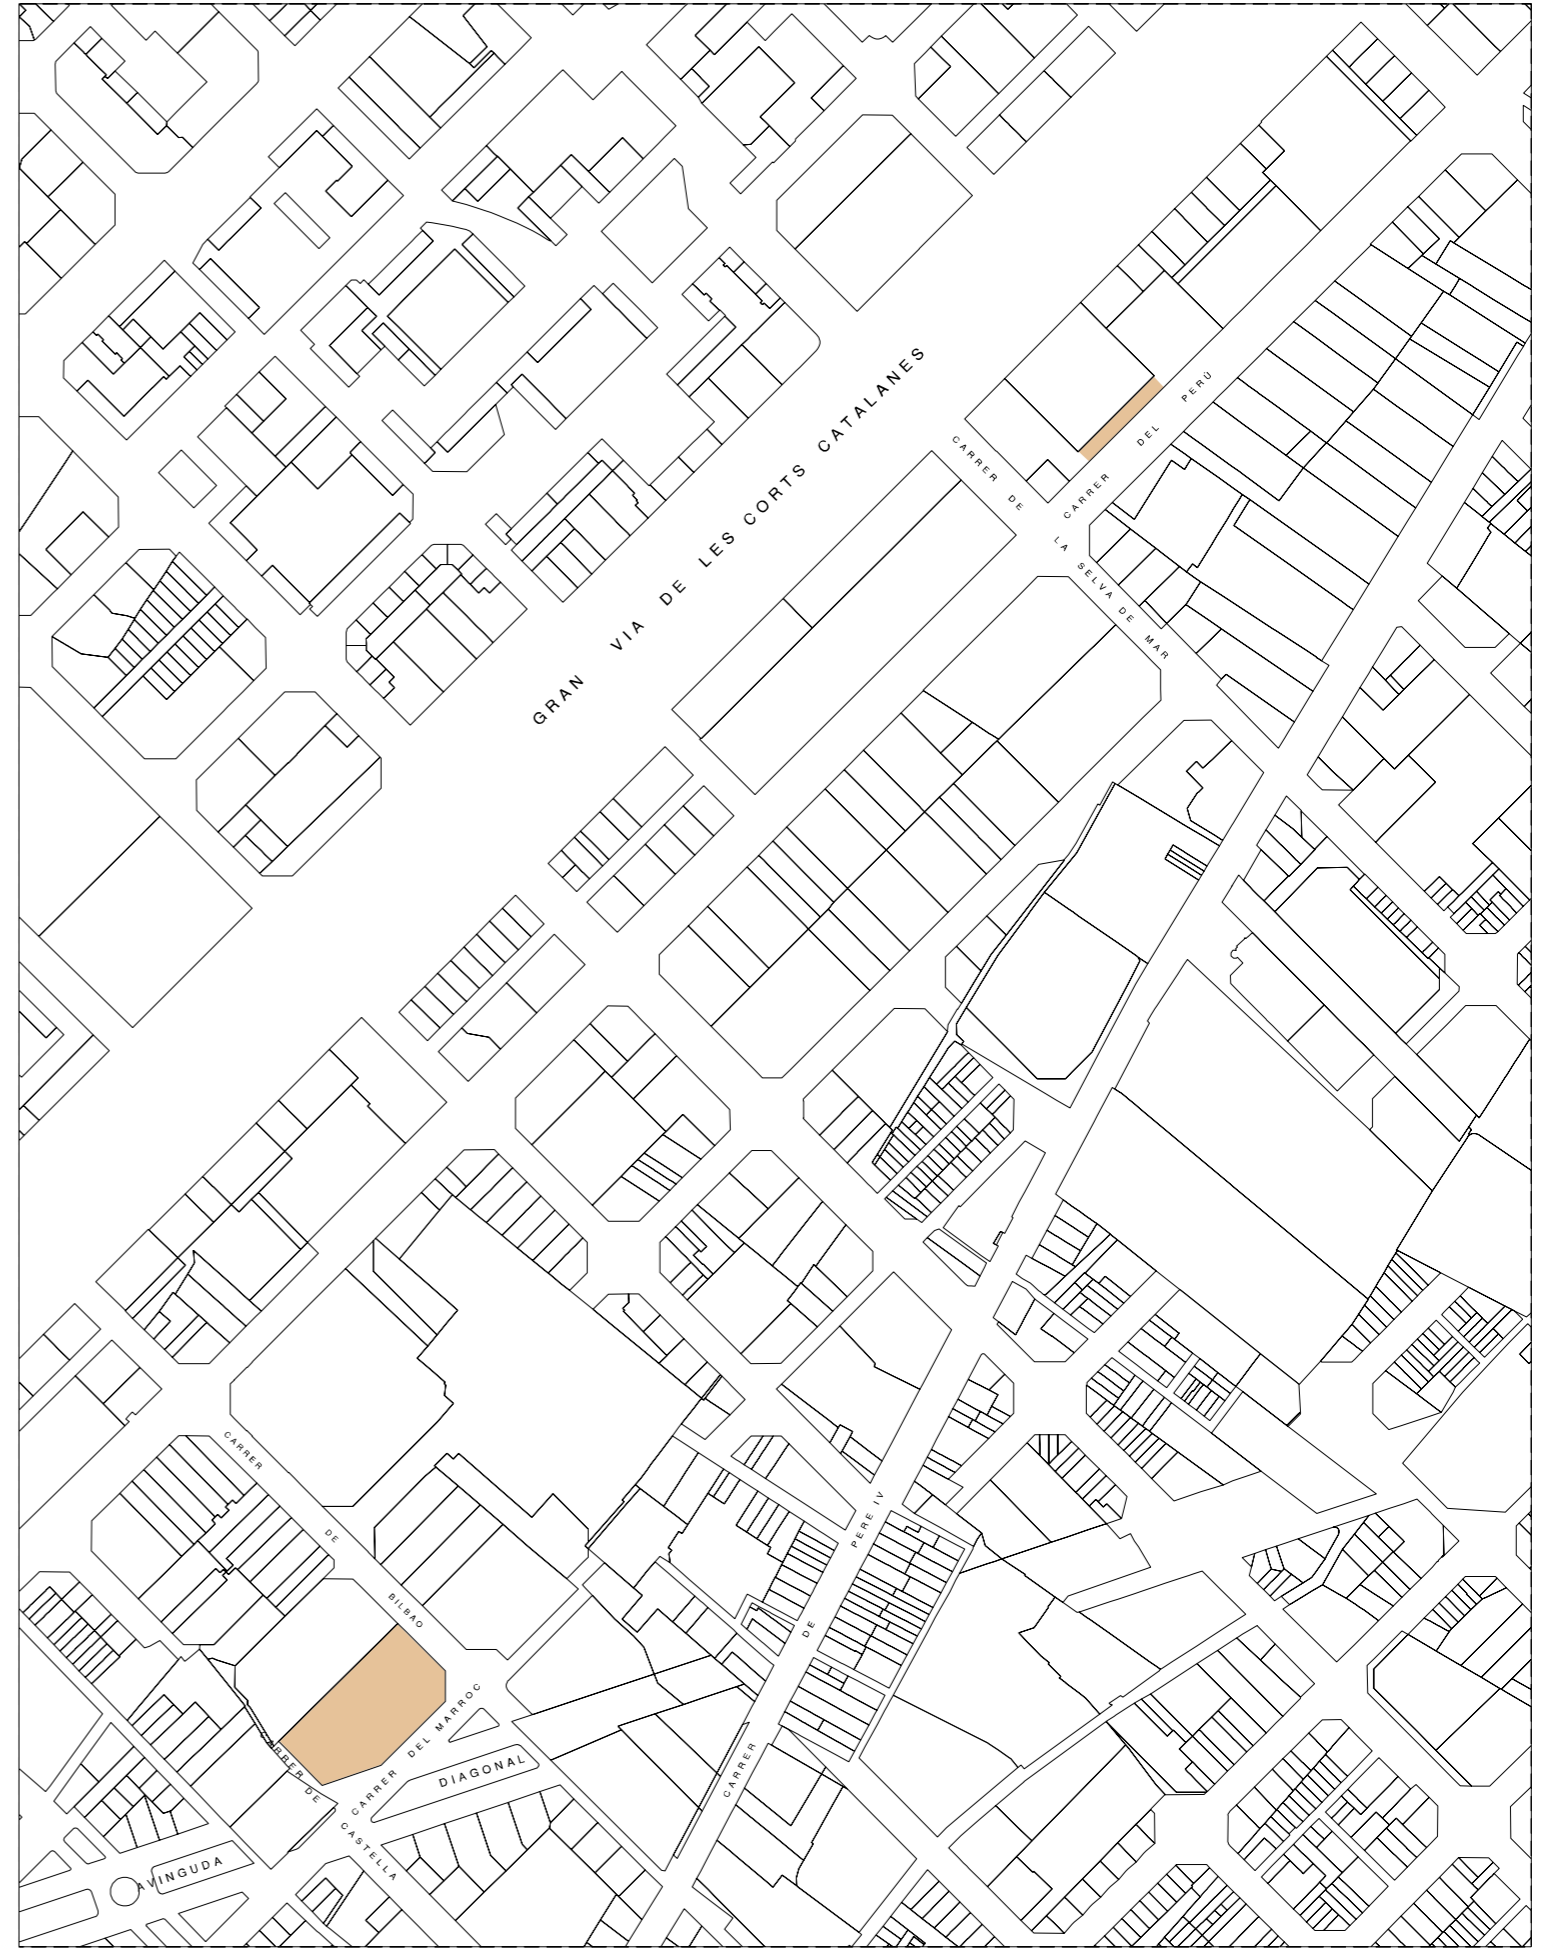 GRAN VIA DE LES CORTS CATALANES
CARRER DEL PERÚ
CARRER DE LA SELVA DE MAR
CARRER DE BILBAO
CARRER DE PERE IV
CARRER DEL MARROC
CARRER DE CASTELLA
AVINGUDA DIAGONAL